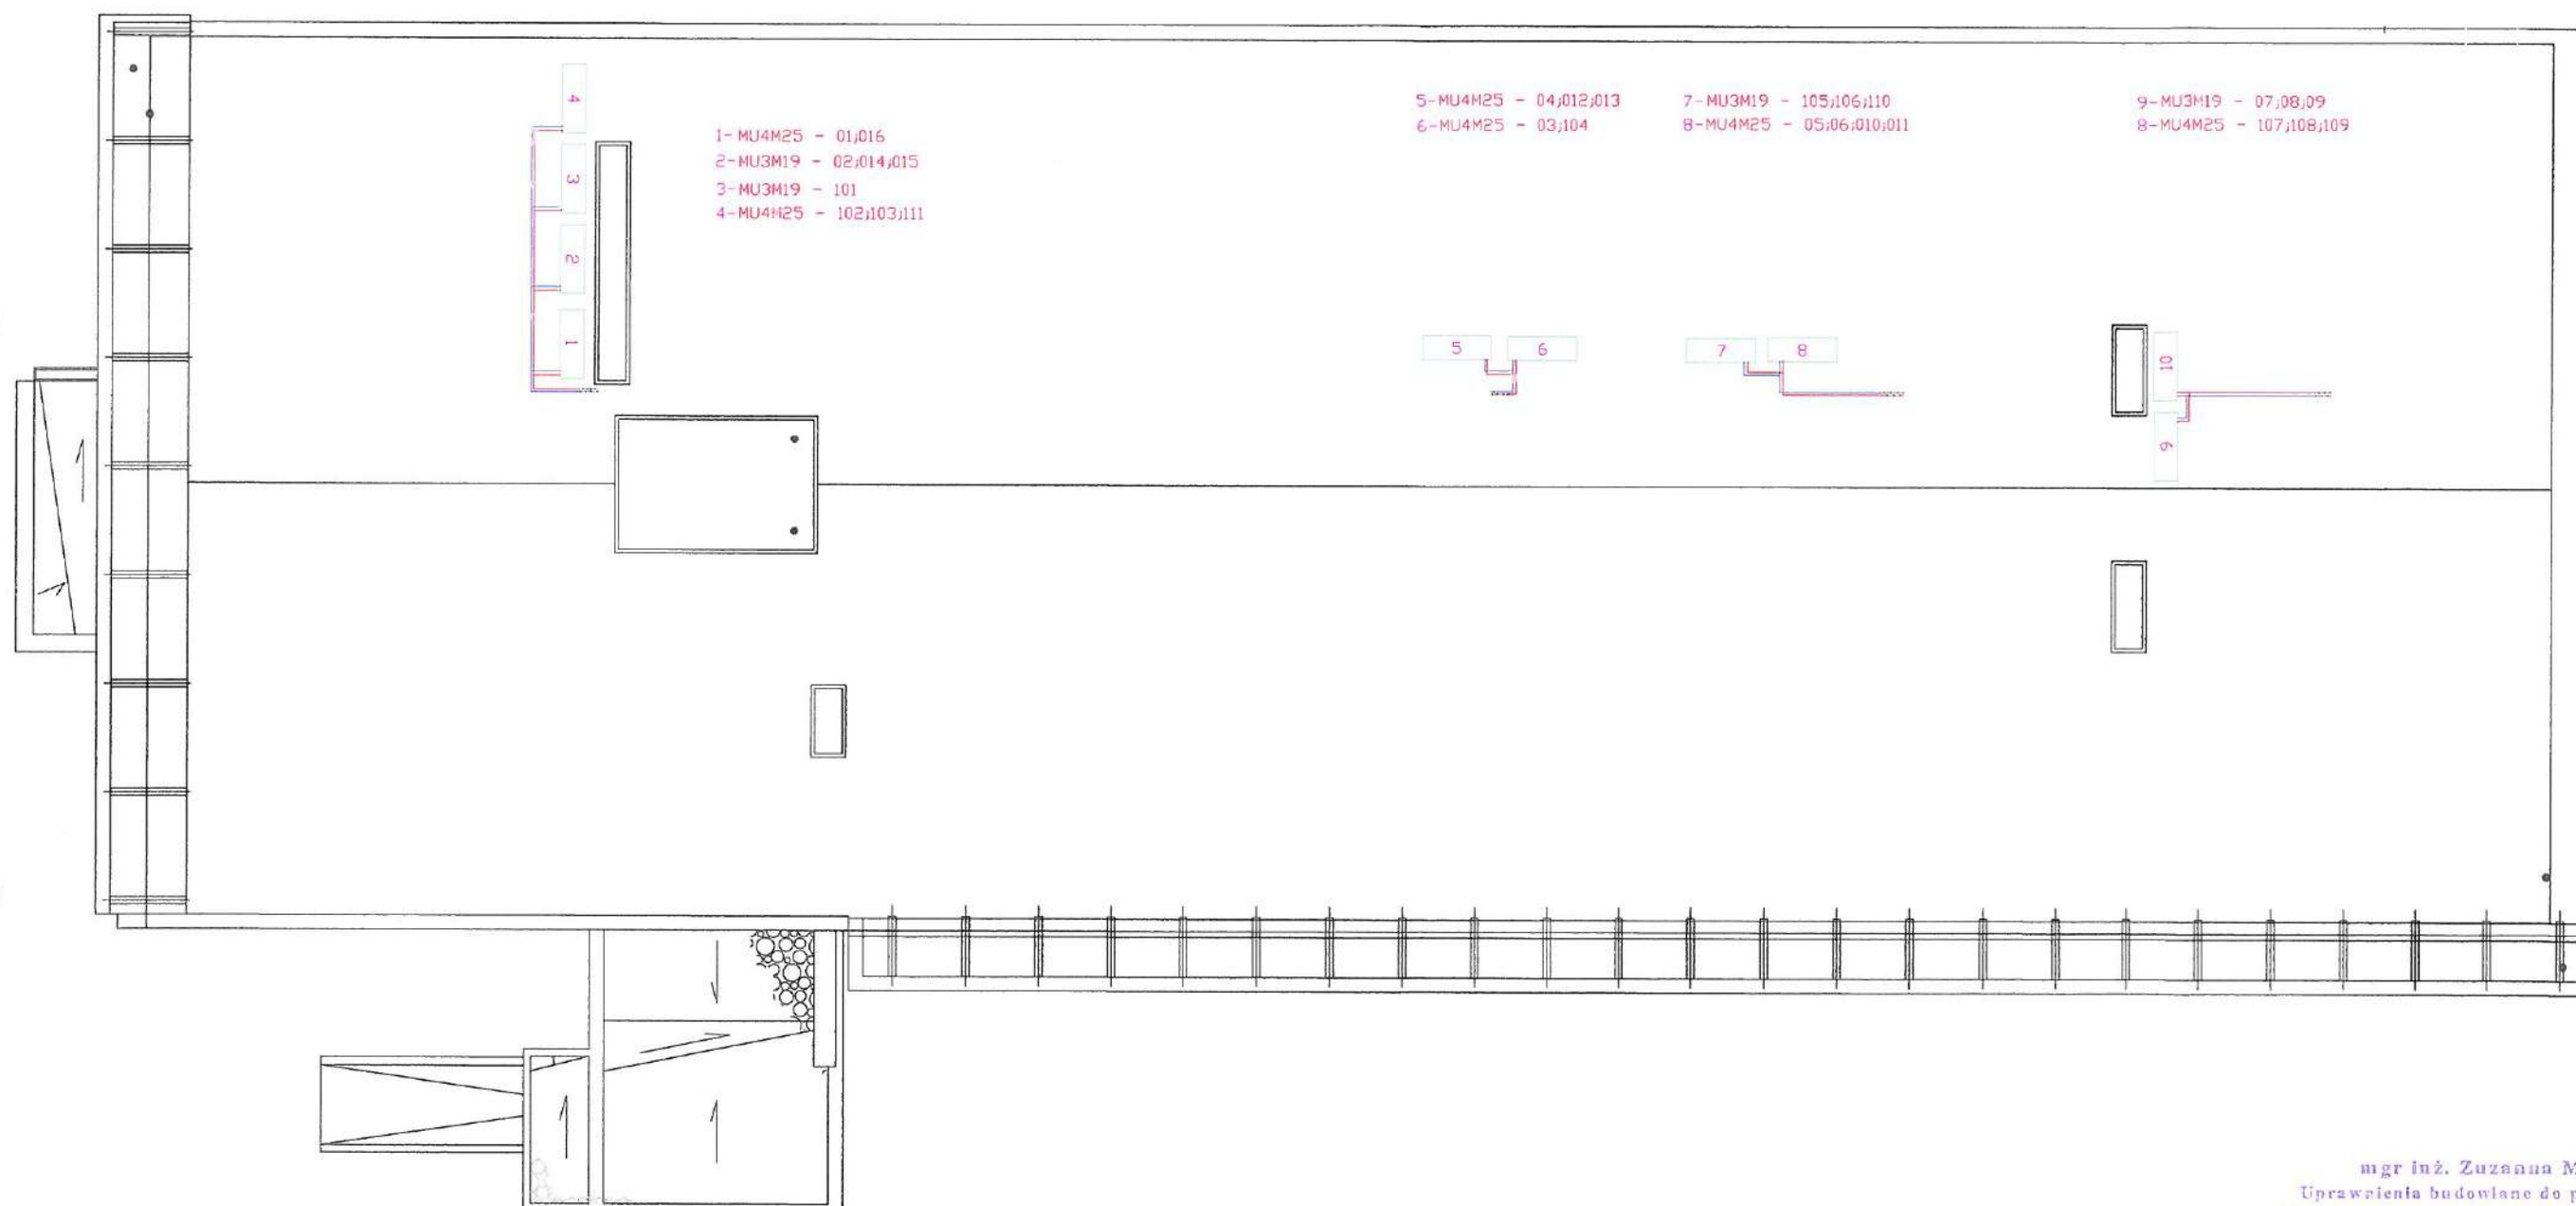 1-MU4M25 - 01;016
2-MU3M19 - 02;014;015
3-MU3M19 - 101
4-MU4M25 - 102;103;111
5-MU4M25 - 04;012;013
6-MU4M25 - 03;104
7-MU3M19 - 105;106;110
8-MU4M25 - 05;06;010;011
9-MU3M19 - 07;08;09
8-MU4M25 - 107;108;109
4
3
2
1
5
6
7
8
10
9
mgr inż. Zuzanna M
Uprawnienia budowlane do p